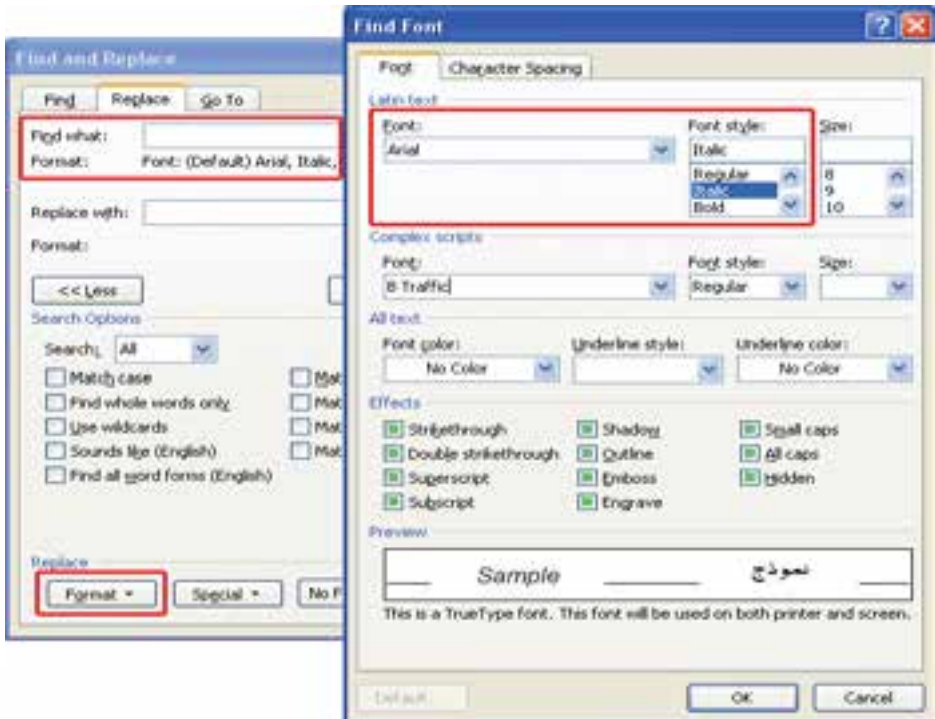 Find and Replace
Find Replace Go To
Find what:
Format: Font: (Default) Arial, Italic,
Replace with:
Format:
<< Less
Search Options
Search: All
Match case Mat
Find whole words only Mat
Use wildcards Mat
Sounds like (English) Mat
Find all word forms (English)
Replace
Format Special No F
Find Font
Font Character Spacing
Latin text
Font: Font style: Size:
Arial Italic
Regular 8
Italic 9
Bold 10
Complex scripts
Font: Font style: Size:
B Traffic Regular
All text
Font color: Underline style: Underline color:
No Color No Color
Effects
Strikethrough Shadow Small caps
Double strikethrough Outline All caps
Superscript Emboss Hidden
Subscript Engrave
Preview
Sample نموذج
This is a TrueType font. This font will be used on both printer and screen.
Default... OK Cancel